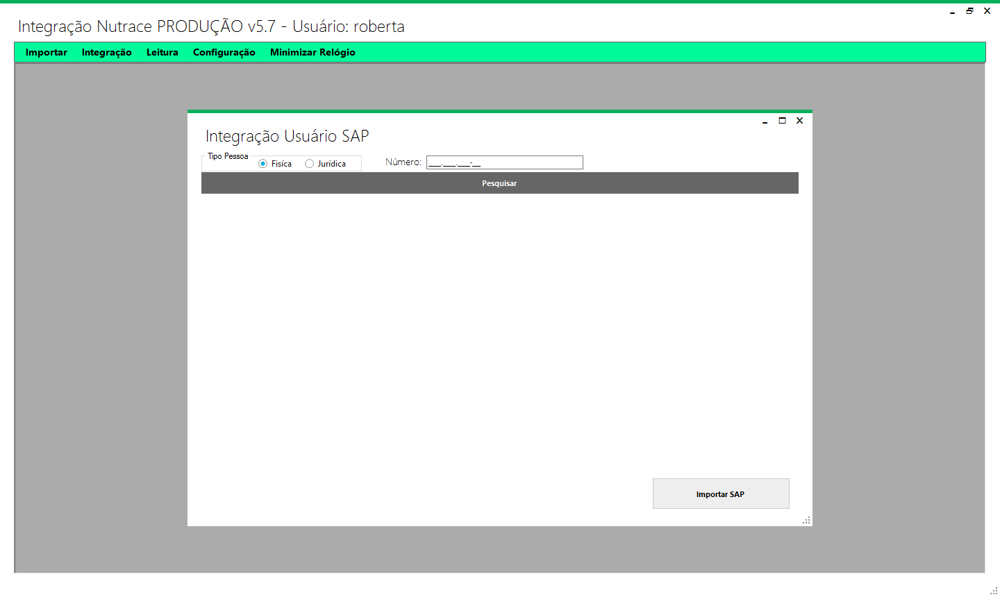 Integração Nutrace PRODUÇÃO v5.7 - Usuário: roberta
Importar Integração Leitura Configuração Minimizar Relógio
Integração Usuário SAP
Tipo Pessoa
Fisíca Jurídica Número: ___.___.___-__
Pesquisar
Importar SAP